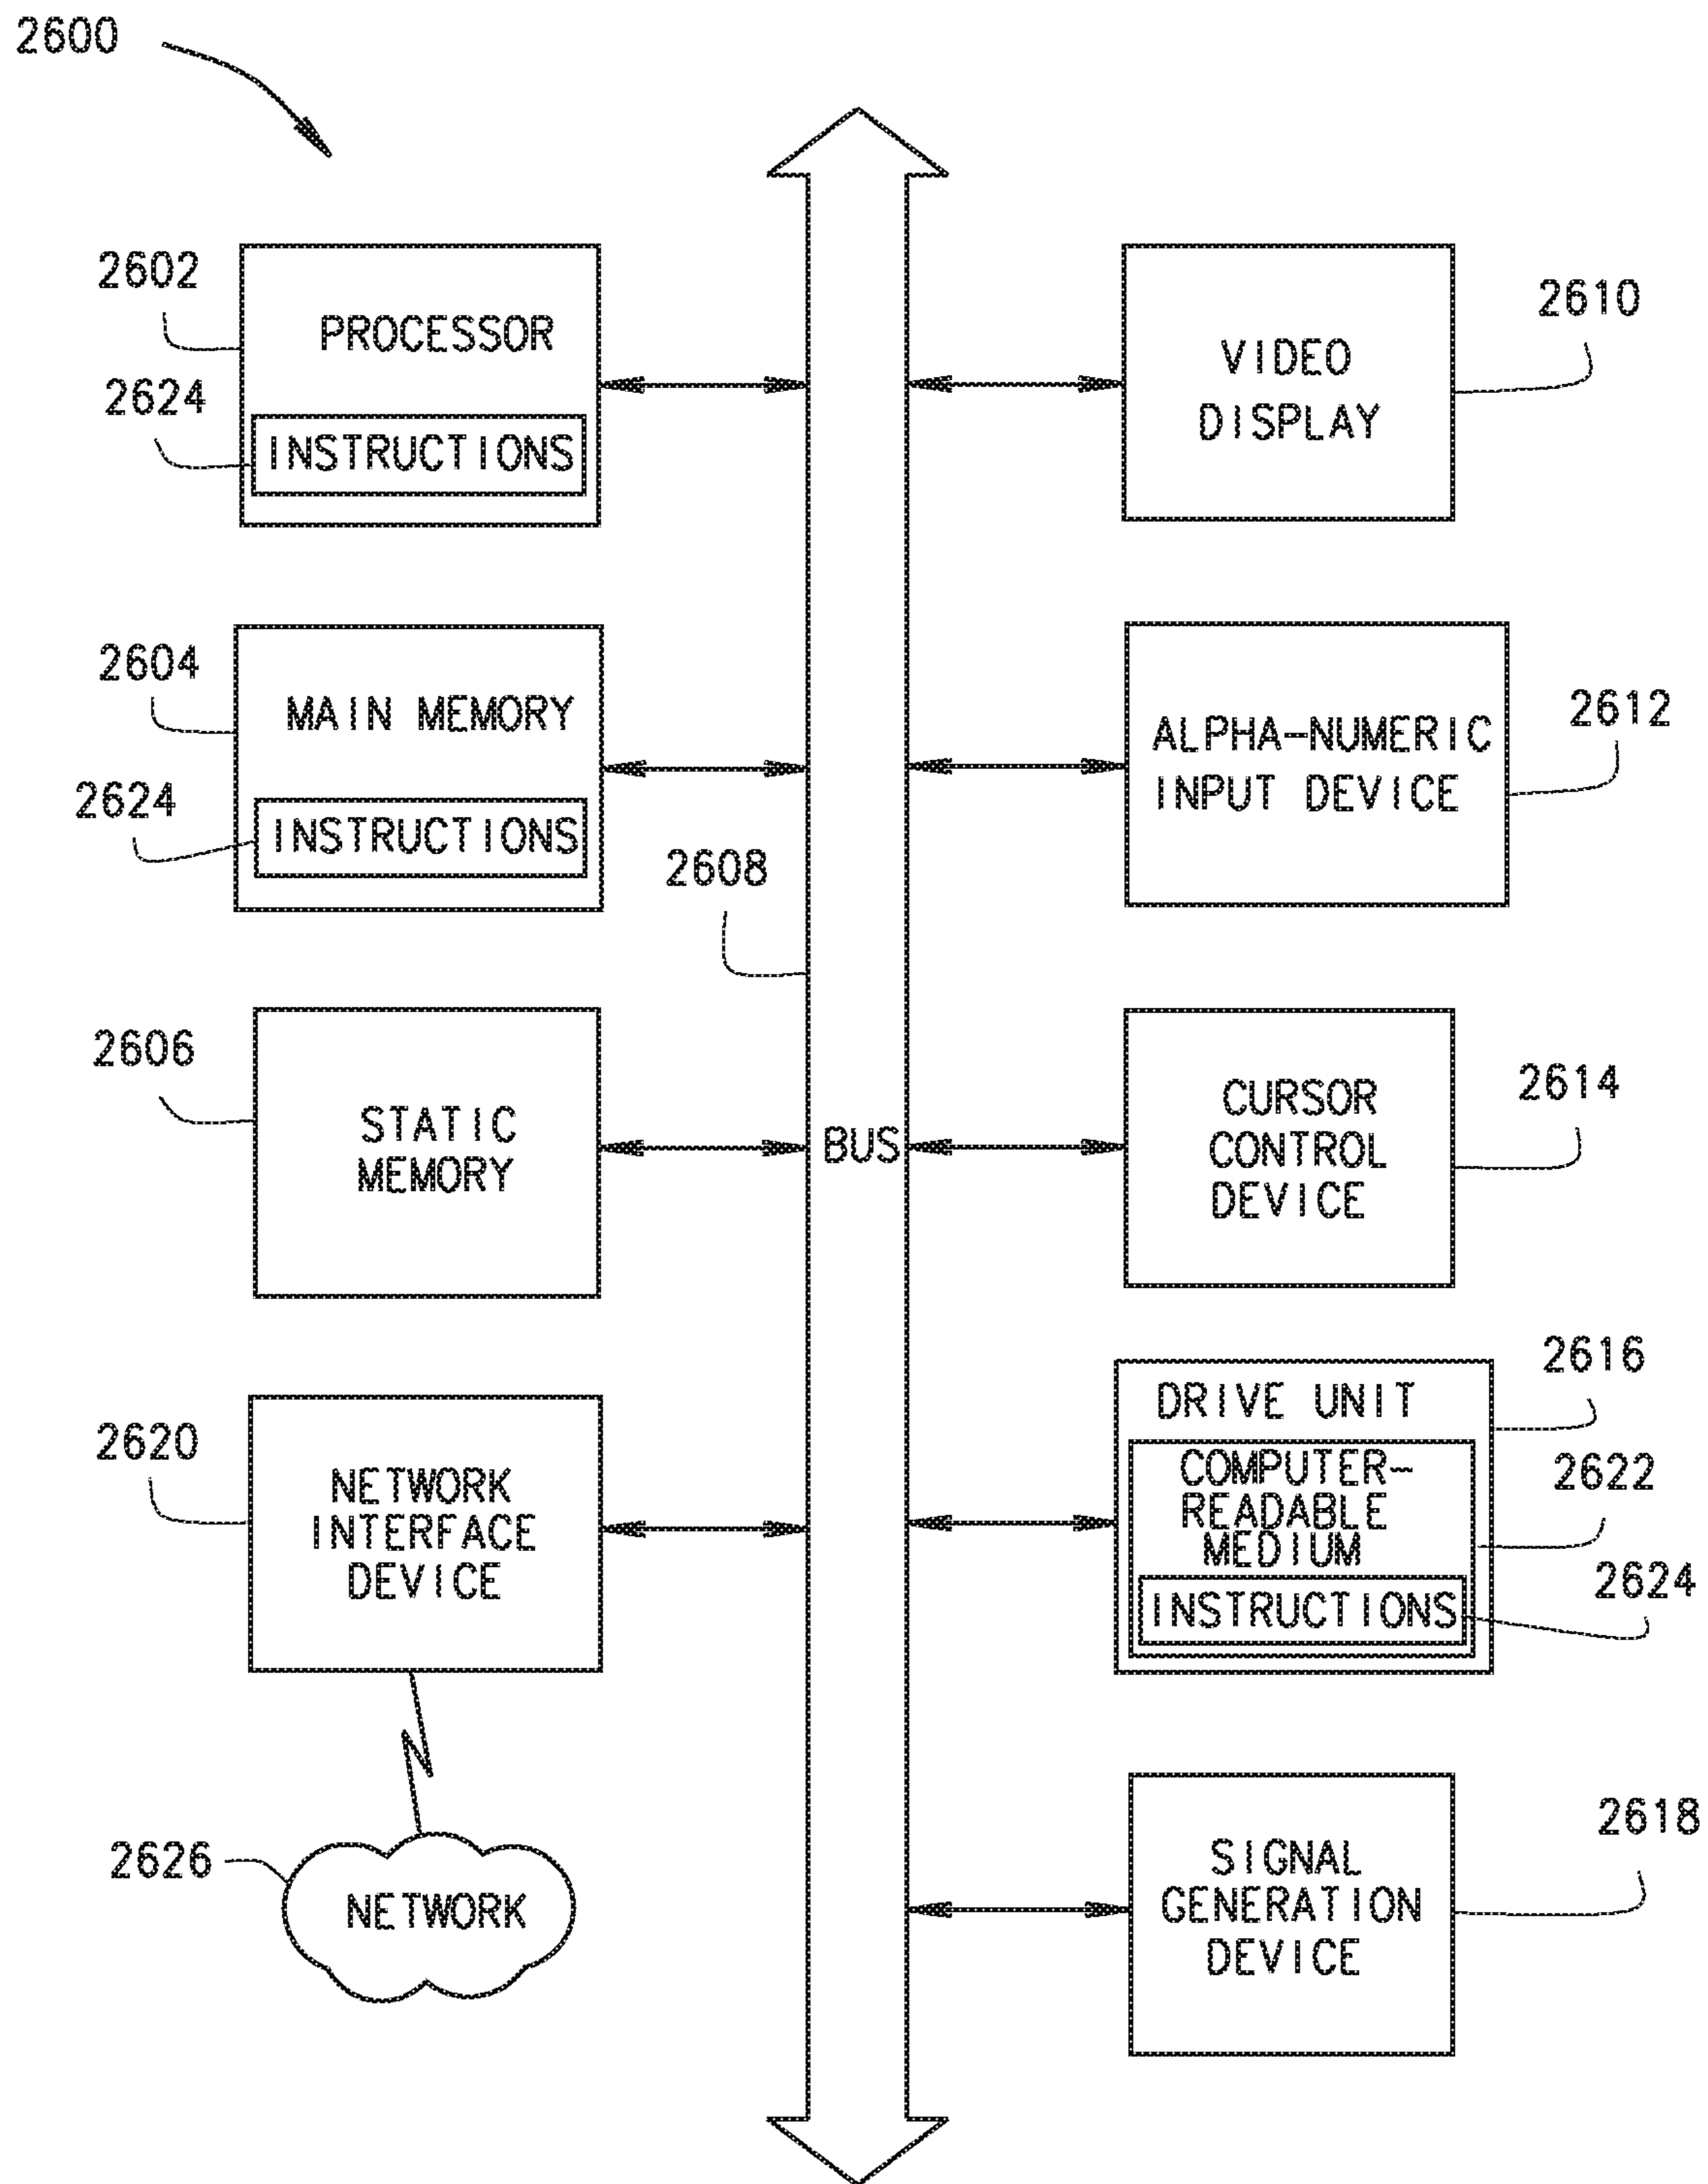 2600
2602
PROCESSOR
2624
INSTRUCTIONS
2604
MAIN MEMORY
2624
INSTRUCTIONS
2608
2606
STATIC
MEMORY
2620
NETWORK
INTERFACE
DEVICE
2626
NETWORK
BUS
2610
VIDEO
DISPLAY
2612
ALPHA-NUMERIC
INPUT DEVICE
2614
CURSOR
CONTROL
DEVICE
2616
DRIVE UNIT
2622
COMPUTER-
READABLE
MEDIUM
2624
INSTRUCTIONS
2618
SIGNAL
GENERATION
DEVICE